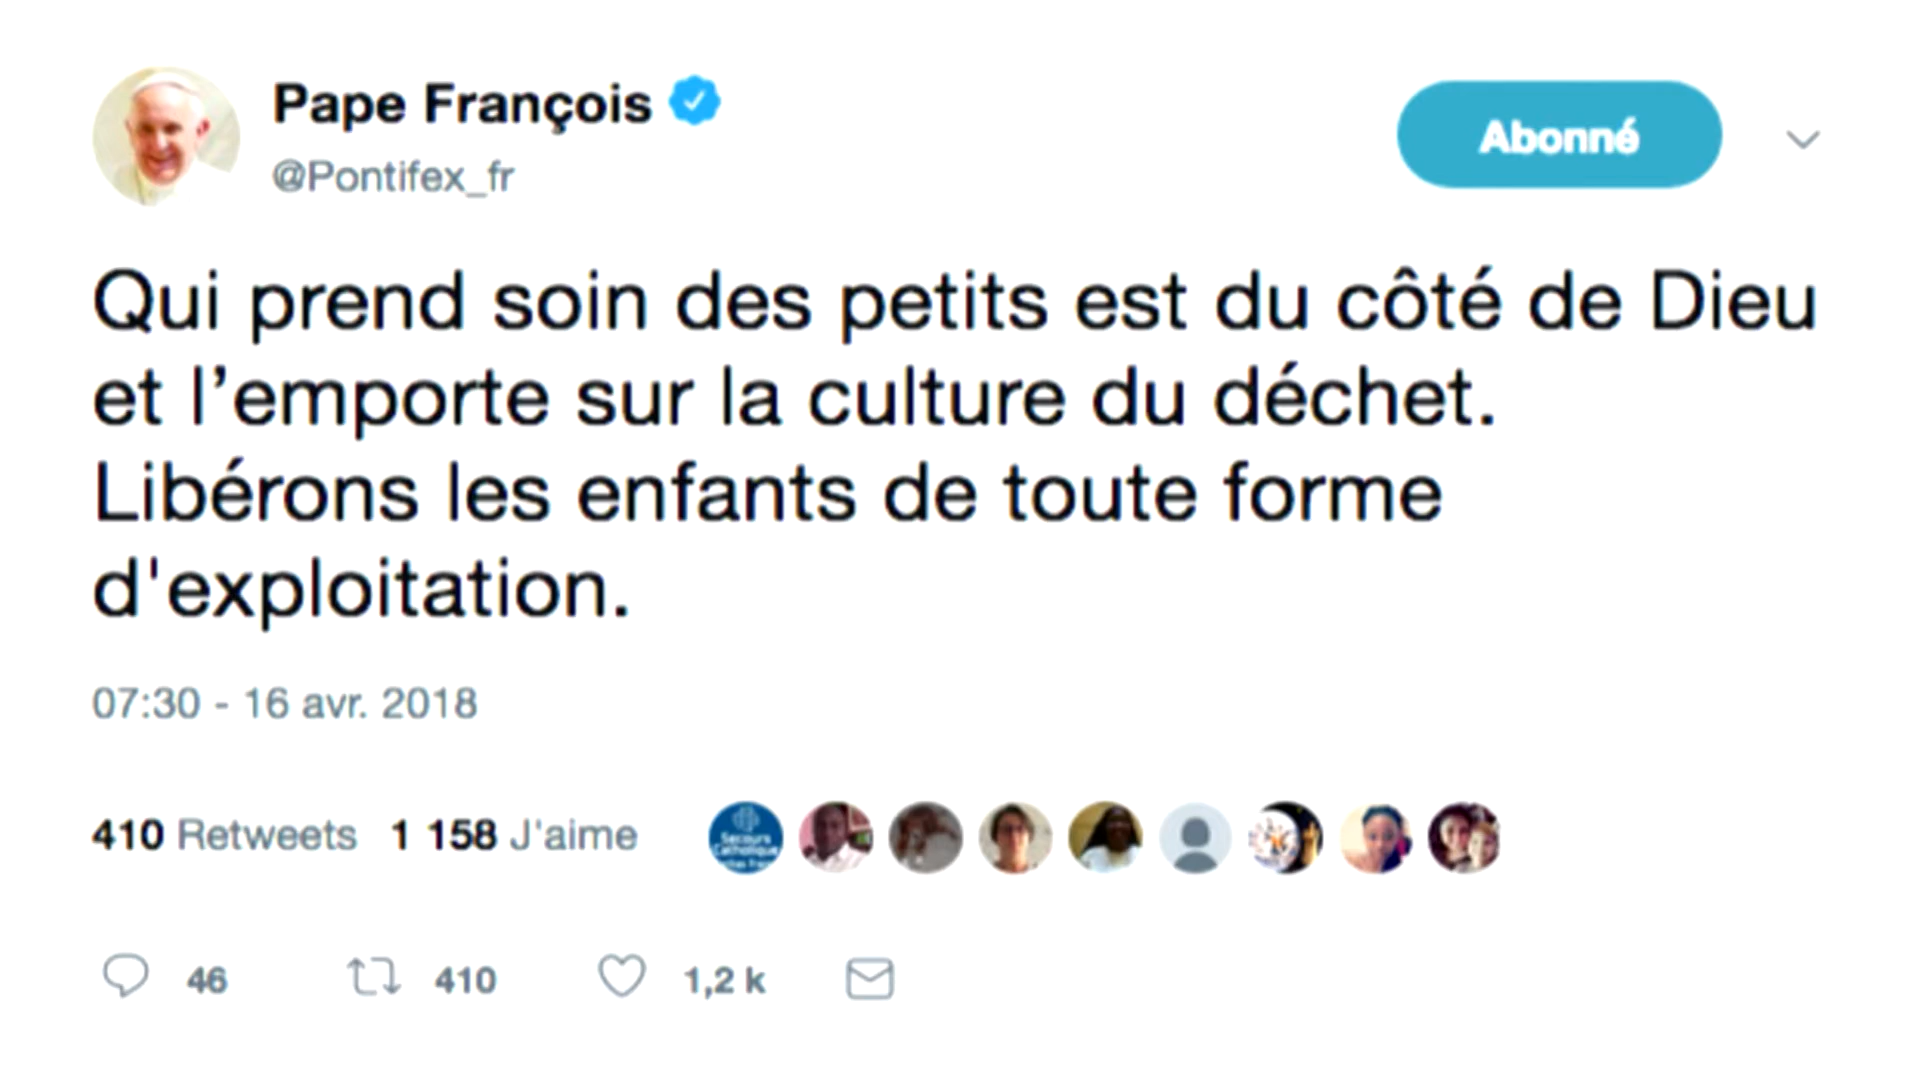 Pape François
@Pontifex_fr
Abonné
Qui prend soin des petits est du côté de Dieu
et l’emporte sur la culture du déchet.
Libérons les enfants de toute forme
d'exploitation.
07:30 - 16 avr. 2018
410 Retweets 1 158 J'aime
Secours
Catholique
46 410 1,2 k